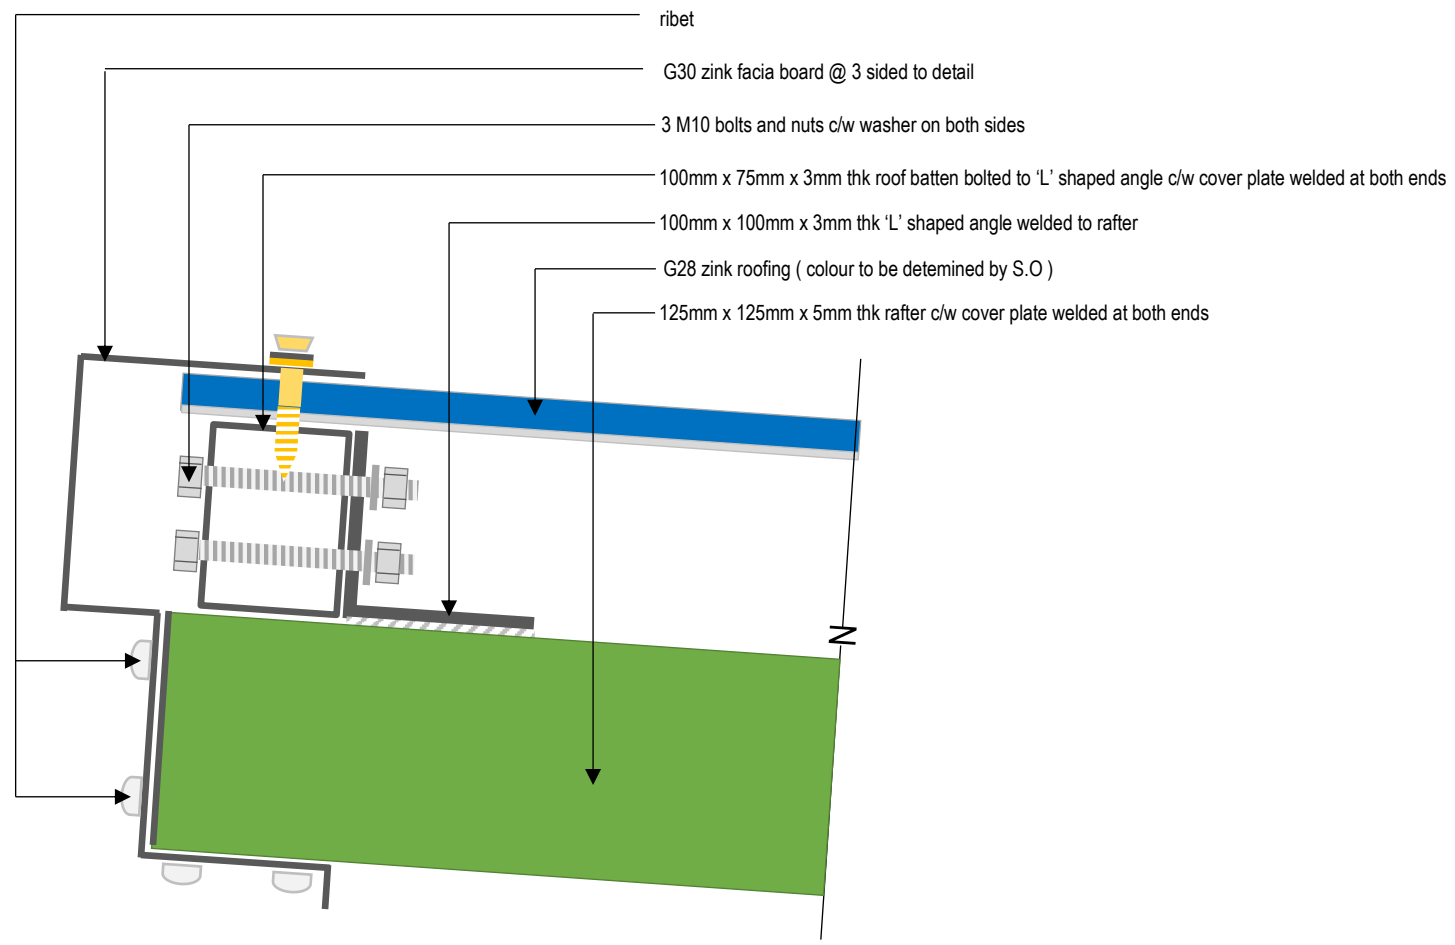 ribet
G30 zink facia board @ 3 sided to detail
3 M10 bolts and nuts c/w washer on both sides
100mm x 75mm x 3mm thk roof batten bolted to ‘L’ shaped angle c/w cover plate welded at both ends
100mm x 100mm x 3mm thk ‘L’ shaped angle welded to rafter
G28 zink roofing ( colour to be detemined by S.O )
125mm x 125mm x 5mm thk rafter c/w cover plate welded at both ends